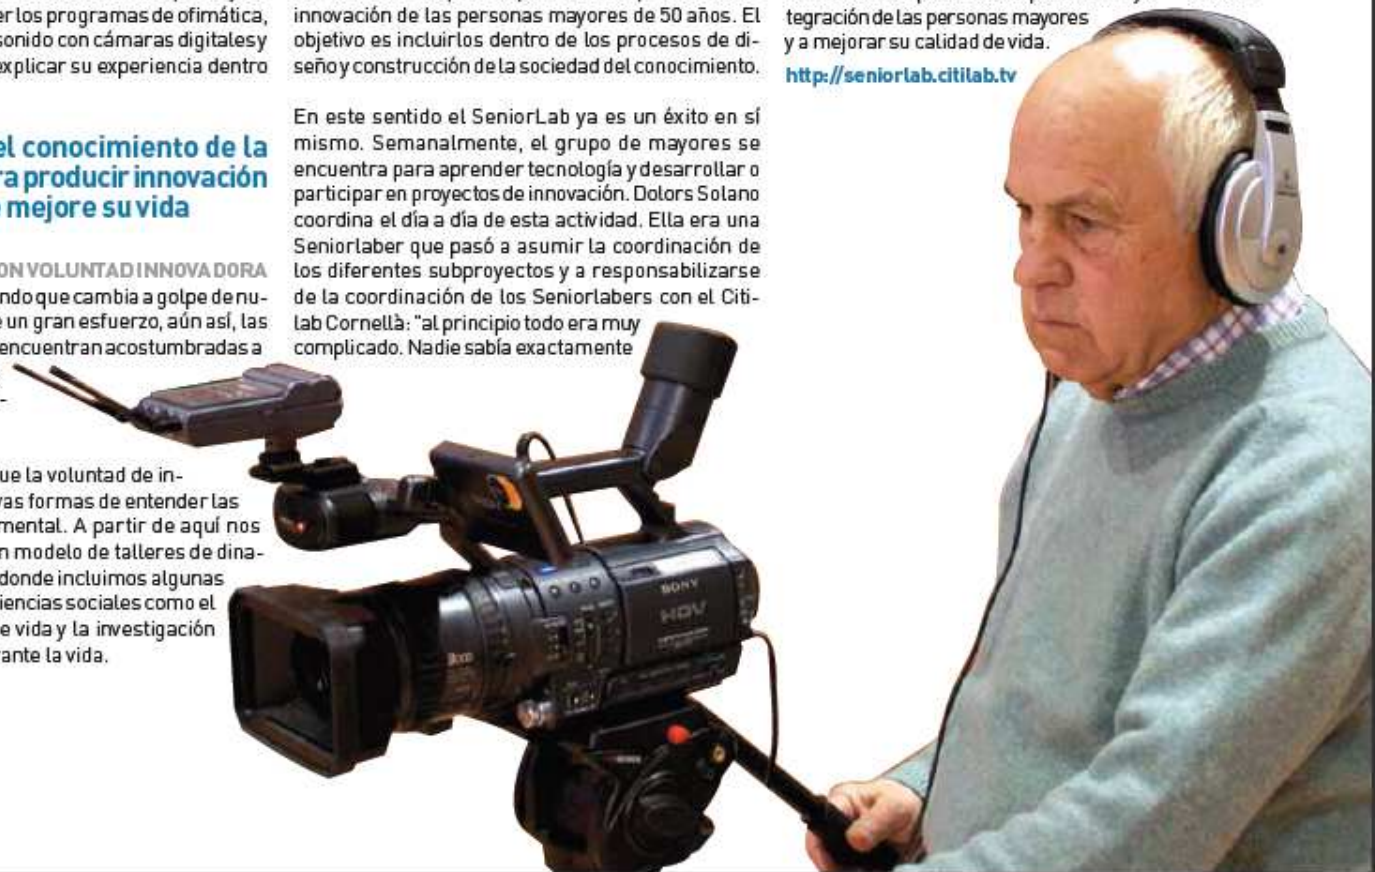 er los programas de ofimática,
sonido con cámaras digitales y
explicar su experiencia dentro
el conocimiento de la
ra producir innovación
e mejore su vida
ON VOLUNTAD INNOVADORA
ndo que cambia a golpe de nu-
e un gran esfuerzo, aún así, las
encuentran acostumbradas a
ue la voluntad de in-
vas formas de entender las
mental. A partir de aquí nos
n modelo de talleres de dina-
donde incluimos algunas
iencias sociales como el
e vida y la investigación
ante la vida.
innovación de las personas mayores de 50 años. El
objetivo es incluirlos dentro de los procesos de di-
seño y construcción de la sociedad del conocimiento.
En este sentido el SeniorLab ya es un éxito en sí
mismo. Semanalmente, el grupo de mayores se
encuentra para aprender tecnología y desarrollar o
participar en proyectos de innovación. Dolors Solano
coordina el día a día de esta actividad. Ella era una
Seniorlaber que pasó a asumir la coordinación de
los diferentes subproyectos y a responsabilizarse
de la coordinación de los Seniorlabers con el Citi-
lab Cornellà: "al principio todo era muy
complicado. Nadie sabía exactamente
tegración de las personas mayores
y a mejorar su calidad de vida.
http://seniorlab.citilab.tv
SONY
HDV